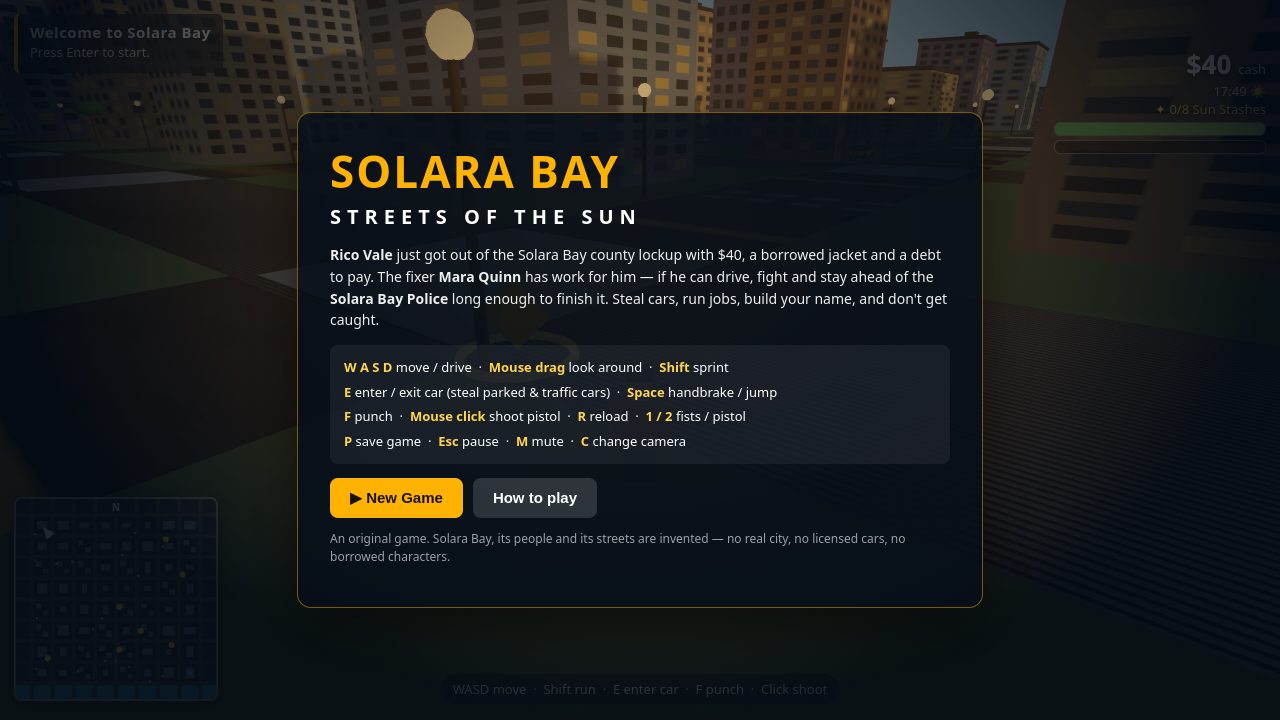 Welcome to Solara Bay
Press Enter to start.
$40 cash
17:49 ☀
✦ 0/8 Sun Stashes
SOLARA BAY
STREETS OF THE SUN
Rico Vale just got out of the Solara Bay county lockup with $40, a borrowed jacket and a debt
to pay. The fixer Mara Quinn has work for him — if he can drive, fight and stay ahead of the
Solara Bay Police long enough to finish it. Steal cars, run jobs, build your name, and don't get
caught.
W A S D move / drive · Mouse drag look around · Shift sprint
E enter / exit car (steal parked & traffic cars) · Space handbrake / jump
F punch · Mouse click shoot pistol · R reload · 1 / 2 fists / pistol
P save game · Esc pause · M mute · C change camera
▶ New Game
How to play
An original game. Solara Bay, its people and its streets are invented — no real city, no licensed cars, no
borrowed characters.
N
WASD move · Shift run · E enter car · F punch · Click shoot